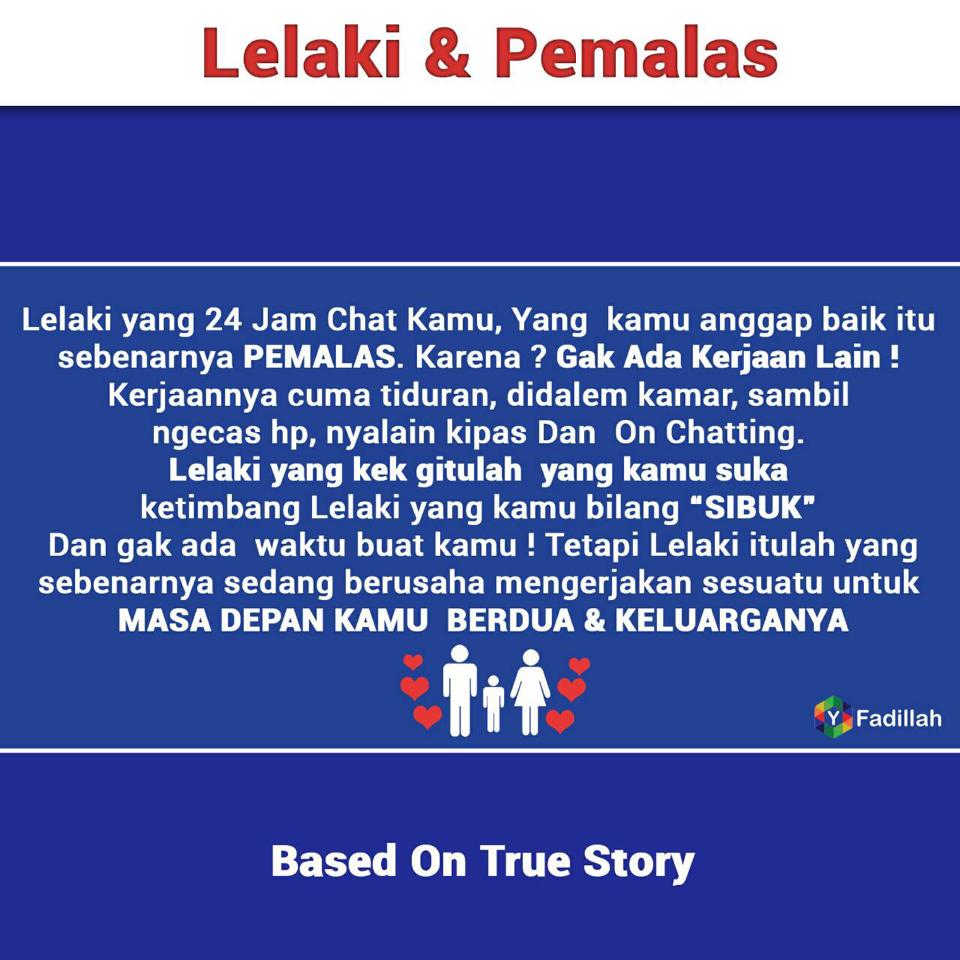 Lelaki & Pemalas
Lelaki yang 24 Jam Chat Kamu, Yang kamu anggap baik itu
sebenarnya PEMALAS. Karena ? Gak Ada Kerjaan Lain !
Kerjaannya cuma tiduran, didalem kamar, sambil
ngecas hp, nyalain kipas Dan On Chatting.
Lelaki yang kek gitulah yang kamu suka
ketimbang Lelaki yang kamu bilang “SIBUK”
Dan gak ada waktu buat kamu ! Tetapi Lelaki itulah yang
sebenarnya sedang berusaha mengerjakan sesuatu untuk
MASA DEPAN KAMU BERDUA & KELUARGANYA
Y Fadillah
Based On True Story